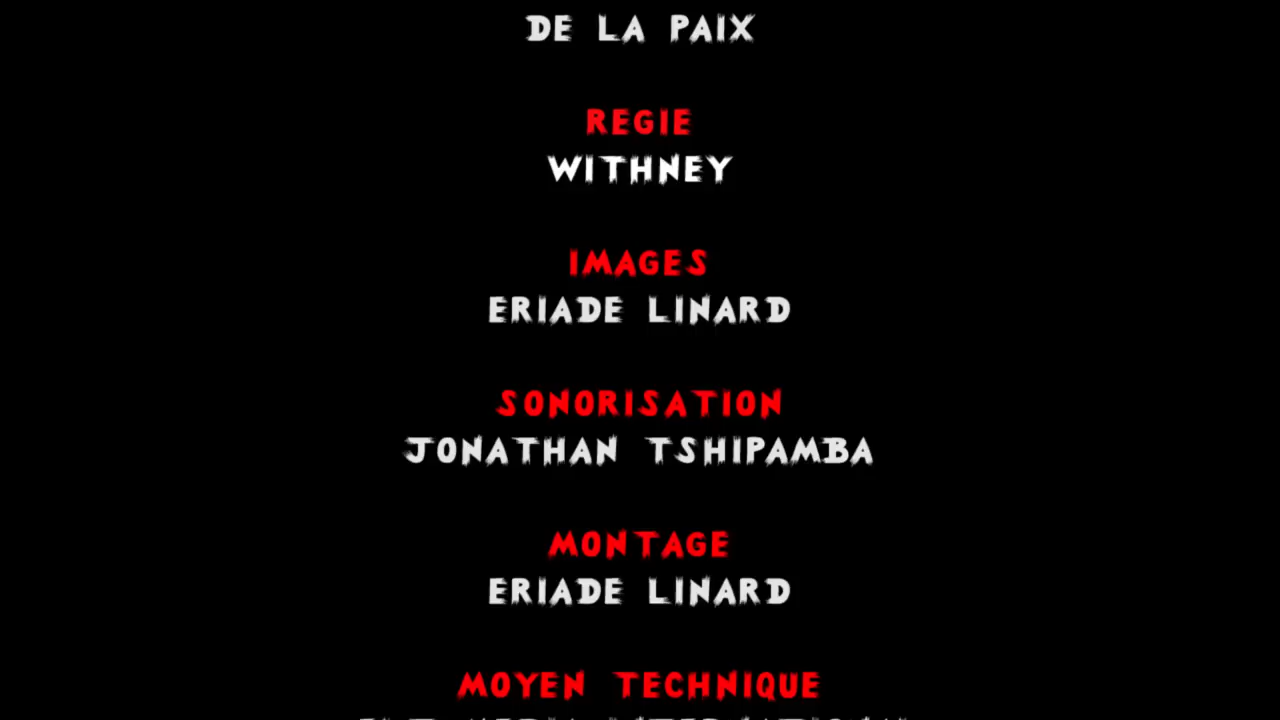 DE LA PAIX
REGIE
WITHNEY
IMAGES
ERIADE LINARD
SONORISATION
JONATHAN TSHIPAMBA
MONTAGE
ERIADE LINARD
MOYEN TECHNIQUE